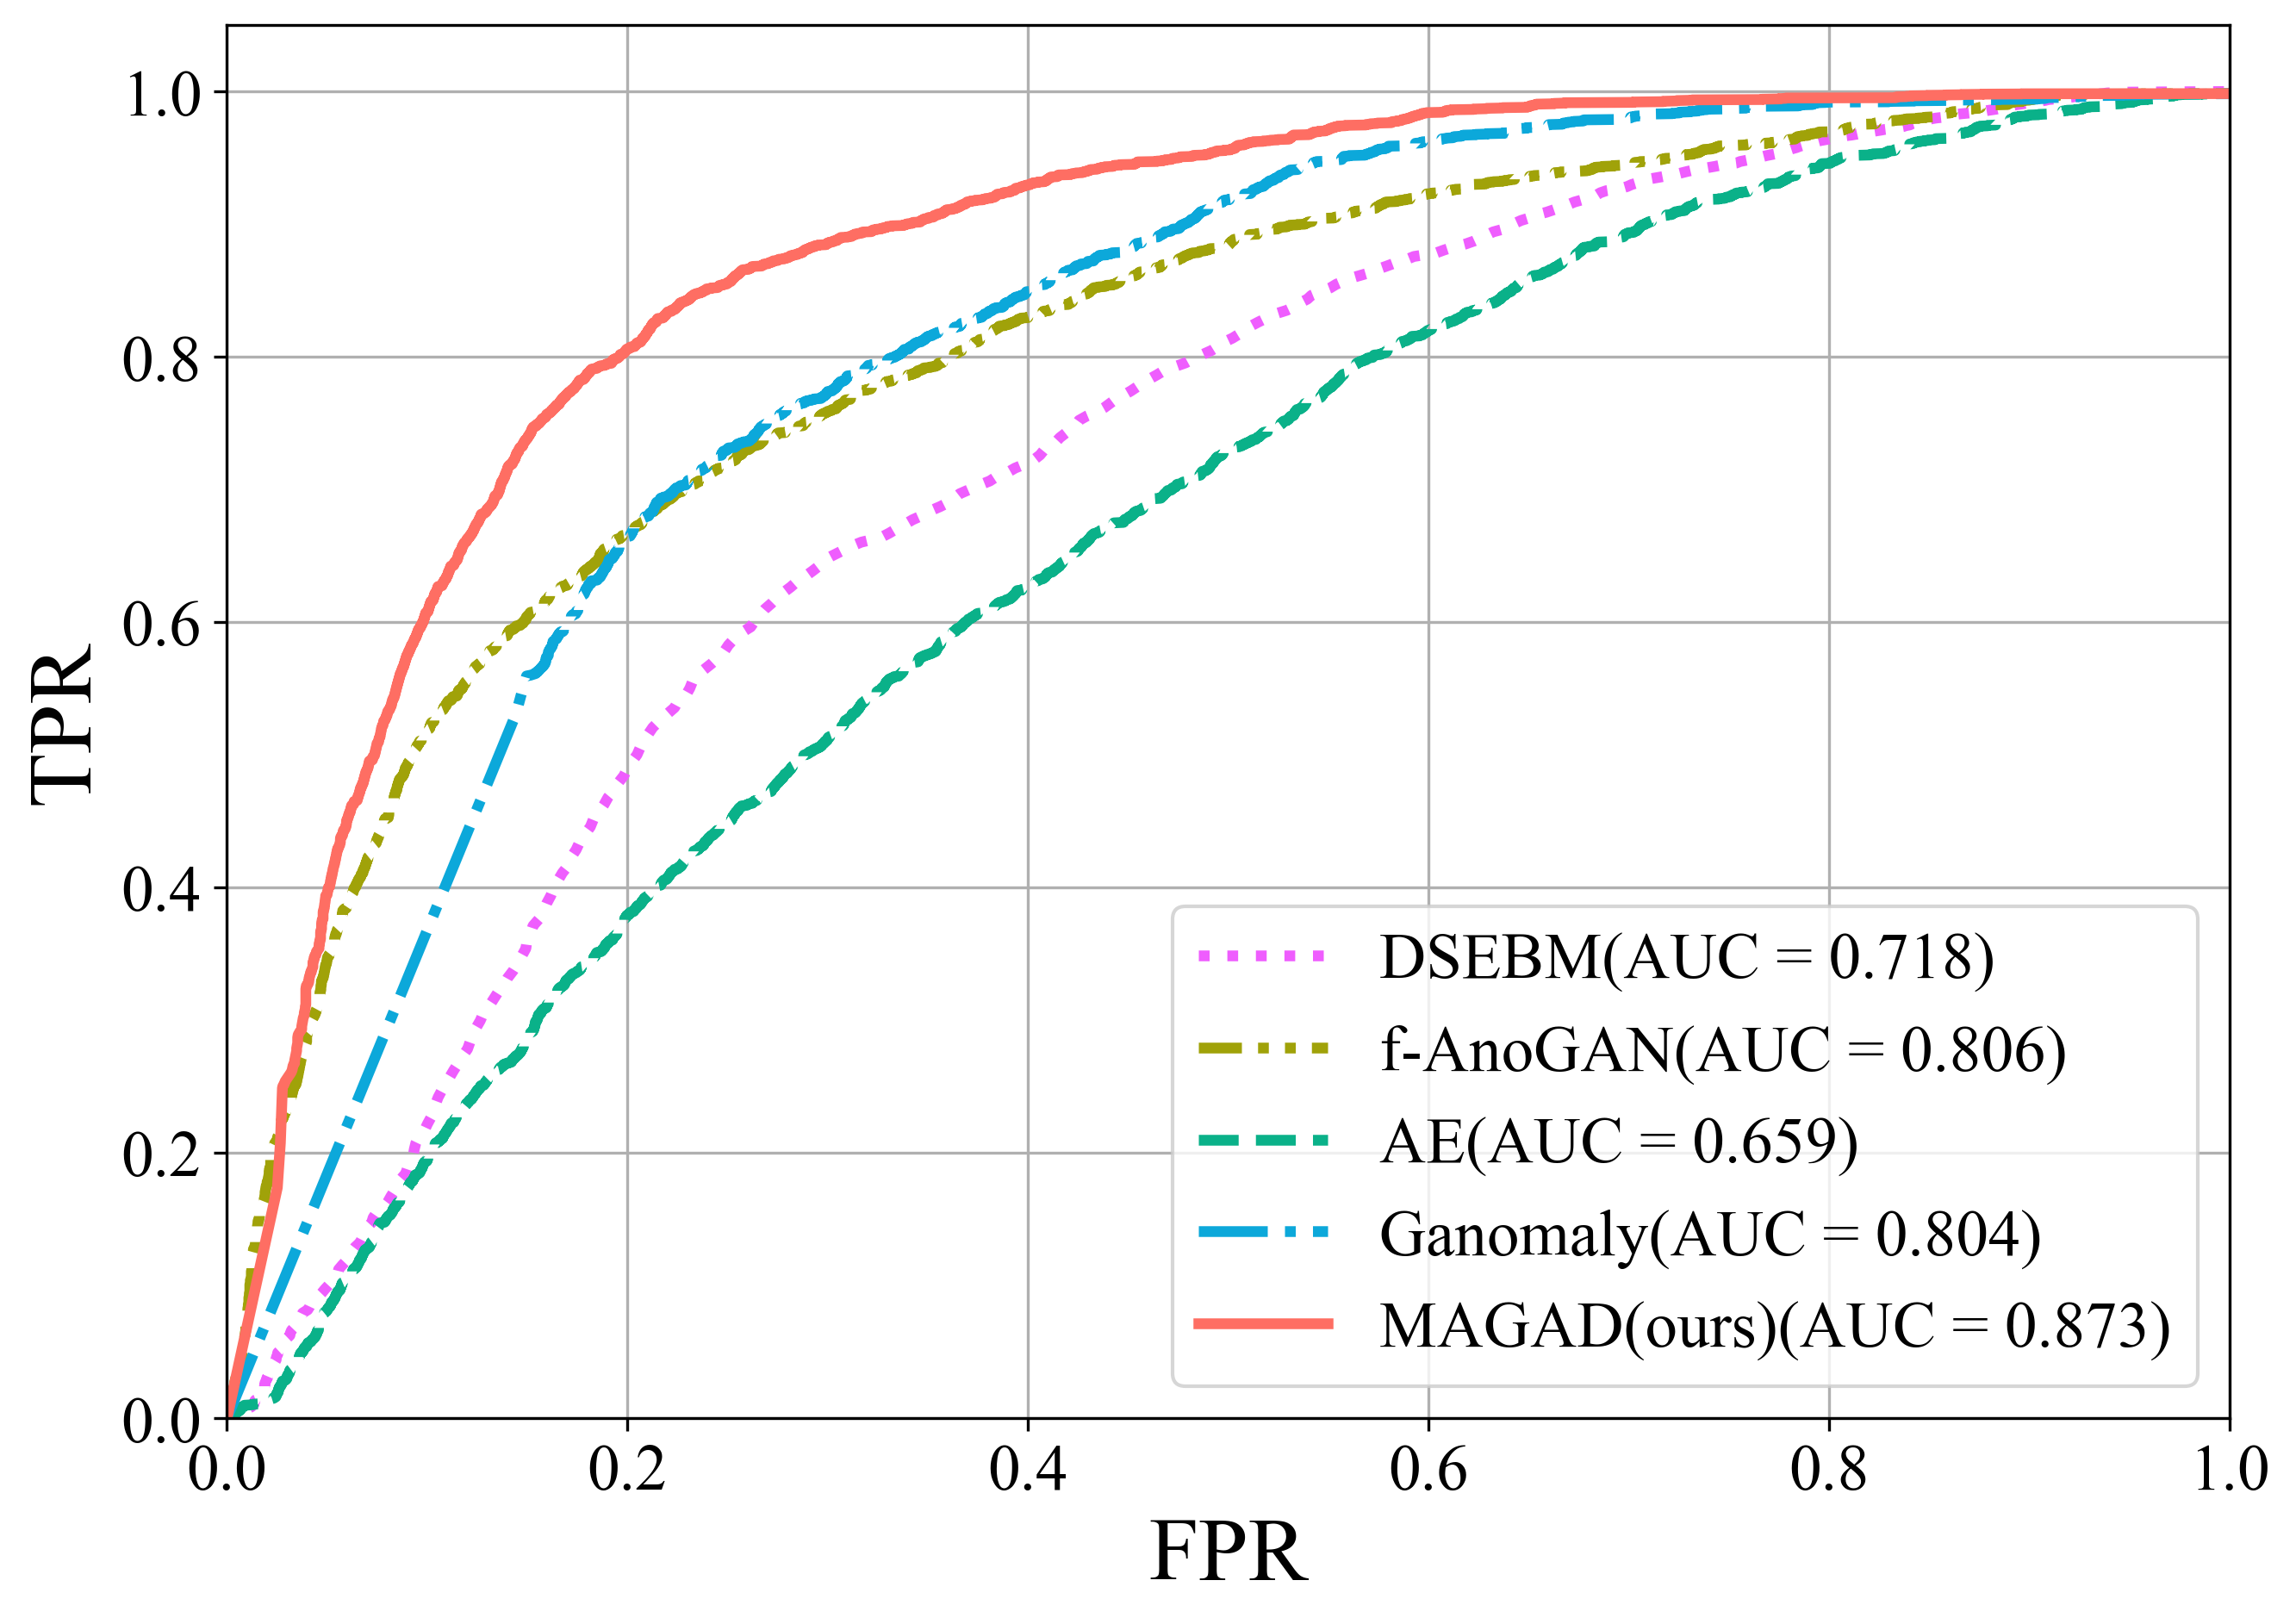 1.0
0.8
0.6
0.4
0.2
0.0
TPR
DSEBM(AUC = 0.718)
f-AnoGAN(AUC = 0.806)
AE(AUC = 0.659)
Ganomaly(AUC = 0.804)
MAGAD(ours)(AUC = 0.873)
0.0 0.2 0.4 0.6 0.8 1.0
FPR